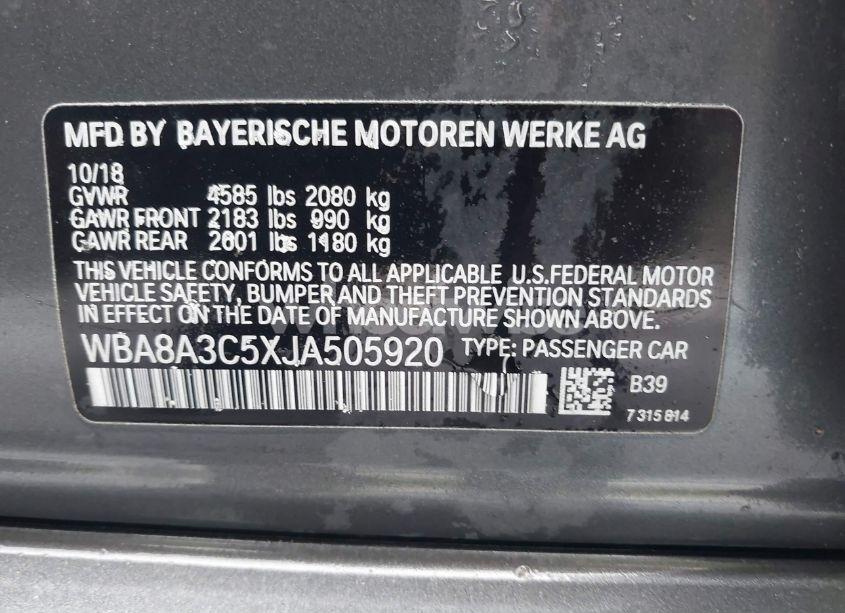 MFD BY BAYERISCHE MOTOREN WERKE AG
10/18
GVWR 4585 lbs 2080 kg
GAWR FRONT 2183 lbs 990 kg
GAWR REAR 2601 lbs 1180 kg
THIS VEHICLE CONFORMS TO ALL APPLICABLE U.S.FEDERAL MOTOR
VEHICLE SAFETY, BUMPER AND THEFT PREVENTION STANDARDS
IN EFFECT ON THE DATE OF MANUFACTURE SHOWN ABOVE.
WBA8A3C5XJA505920 TYPE: PASSENGER CAR
B39
7 315 814